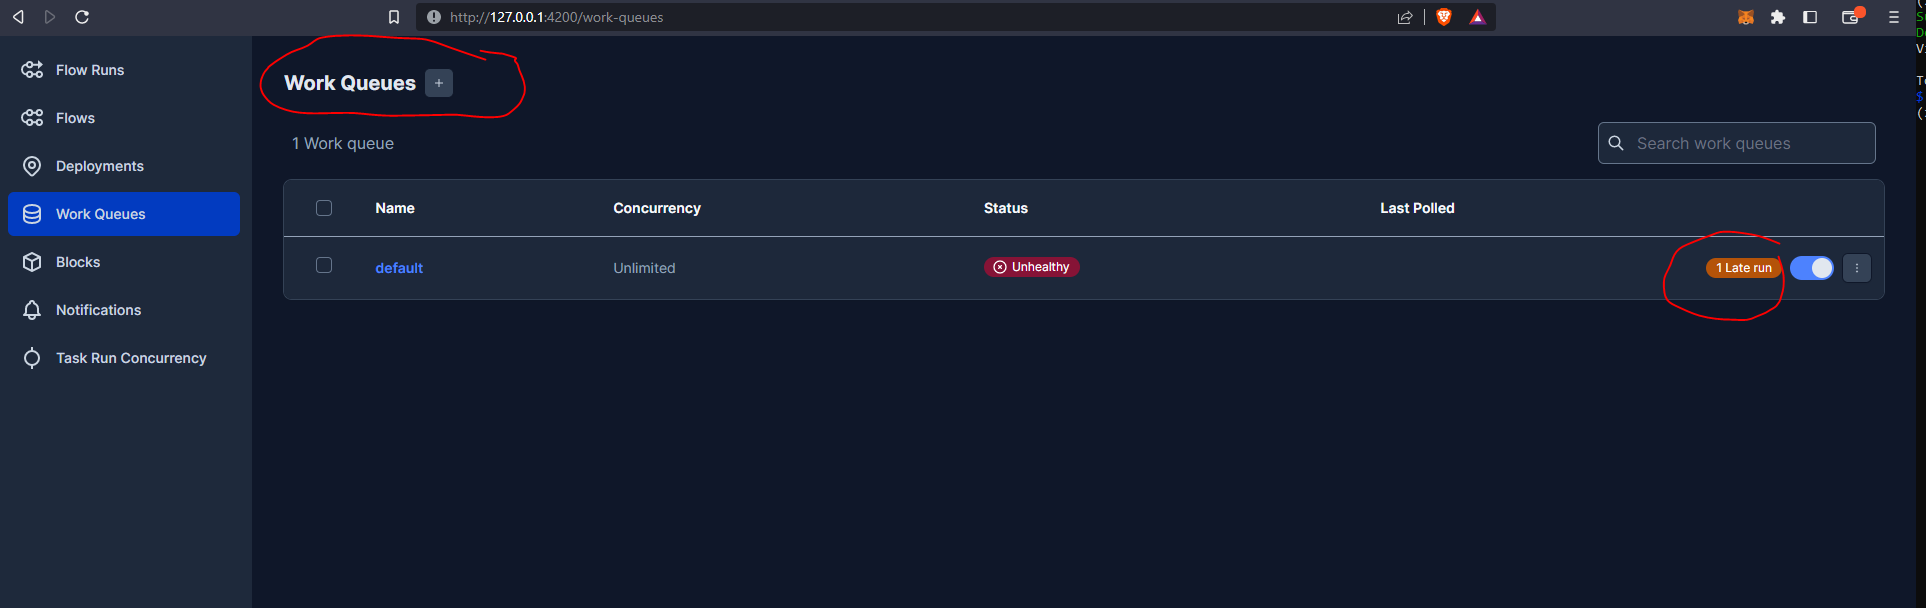 http://127.0.0.1:4200/work-queues
Flow Runs
Flows
Deployments
Work Queues
Blocks
Notifications
Task Run Concurrency
Work Queues +
1 Work queue
Search work queues
Name Concurrency Status Last Polled
default Unlimited Unhealthy 1 Late run